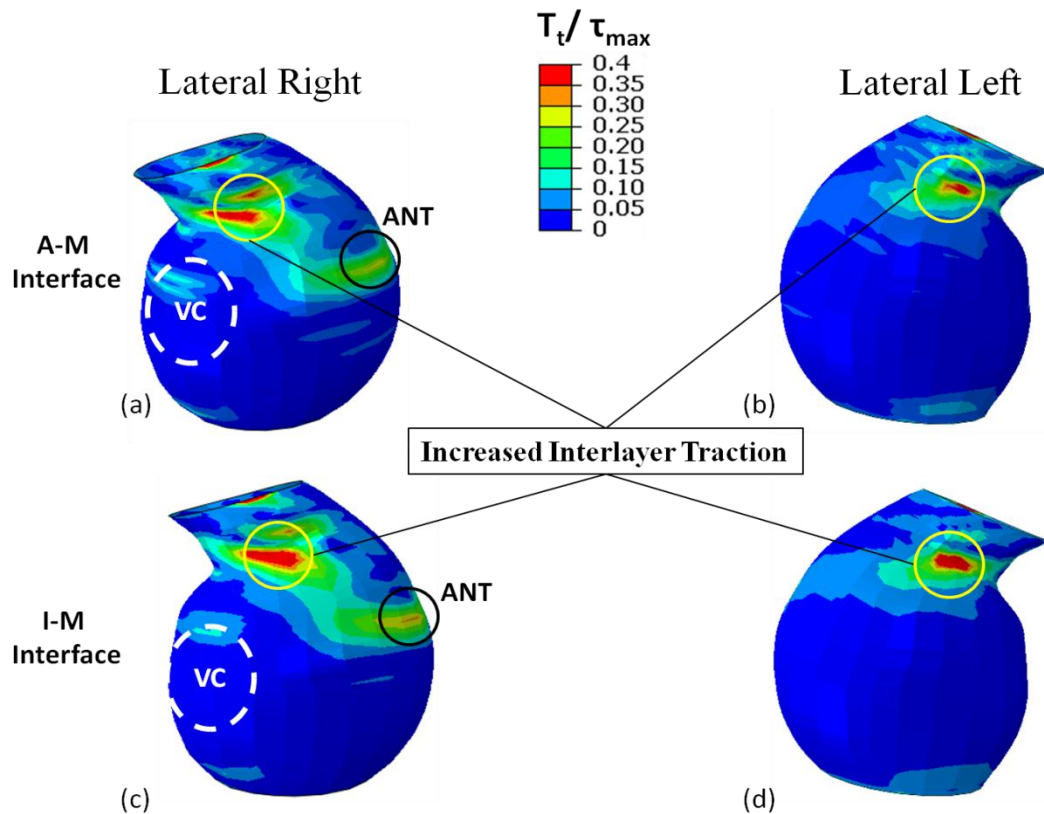 Tt/ τmax
Lateral Right
Lateral Left
0.4
0.35
0.30
0.25
0.20
0.15
0.10
0.05
0
A-M
Interface
ANT
VC
(a)
(b)
Increased Interlayer Traction
I-M
Interface
ANT
VC
(c)
(d)